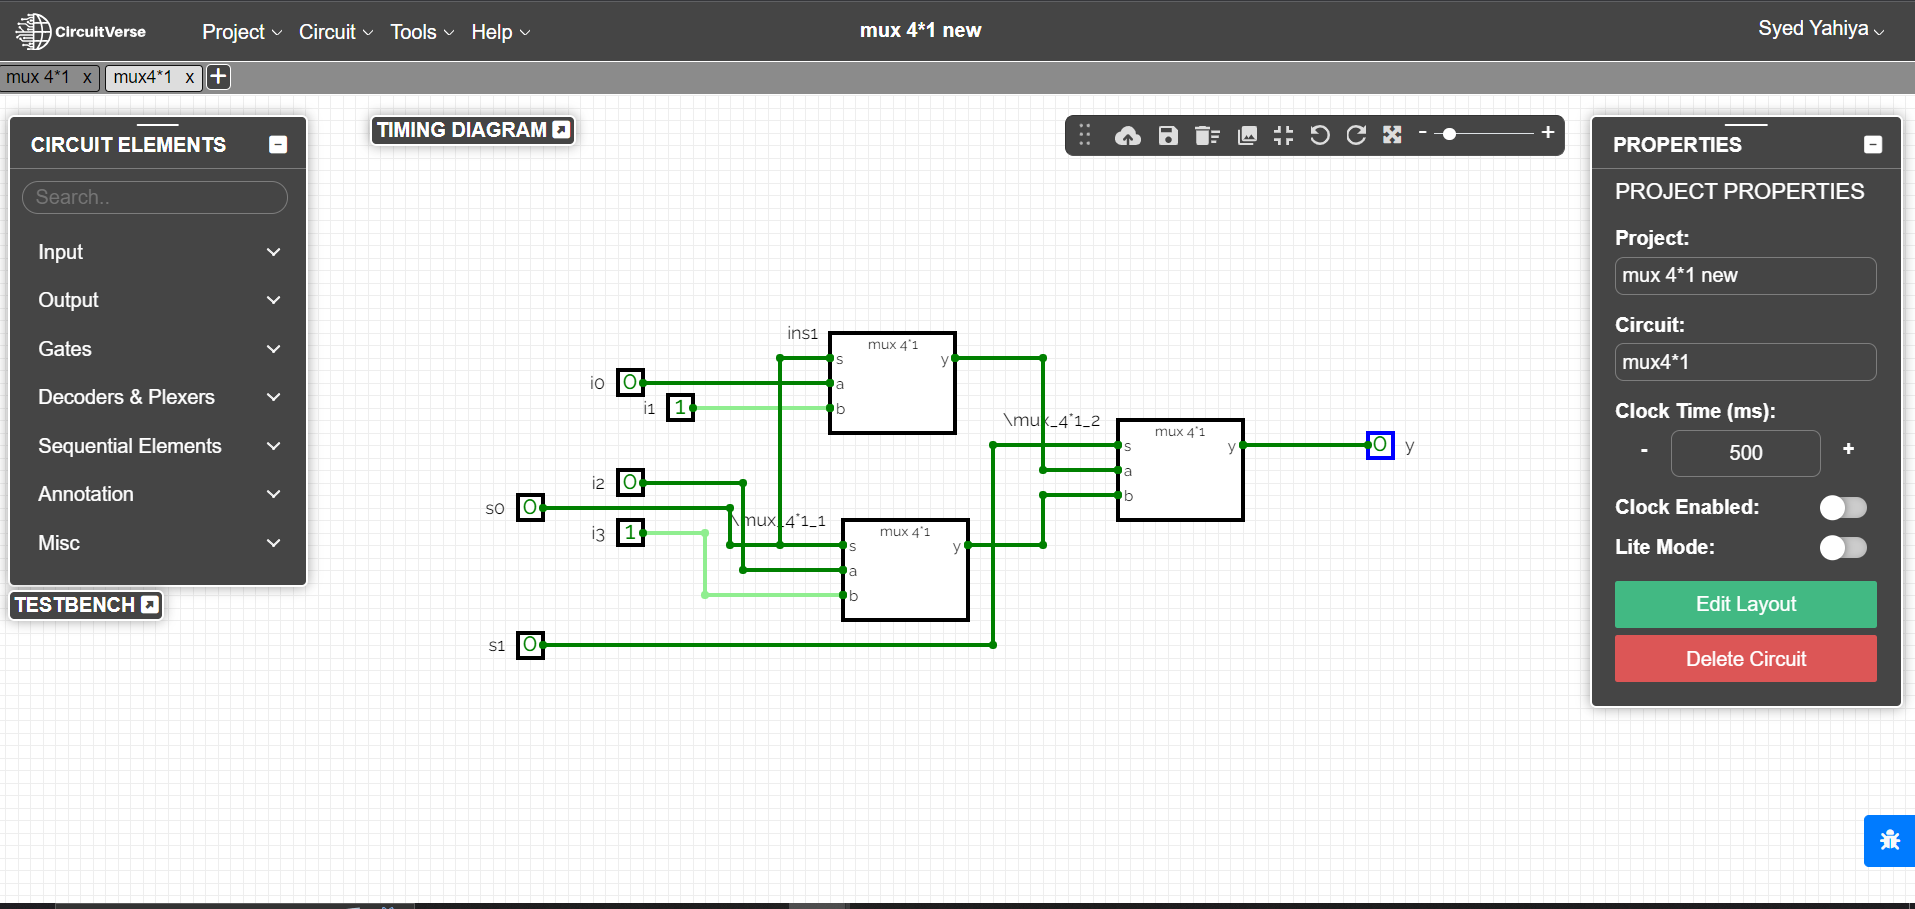 CircuitVerse
Project
Circuit
Tools
Help
mux 4*1 new
Syed Yahiya
mux 4*1 x
mux4*1 x
+
CIRCUIT ELEMENTS
Search..
Input
Output
Gates
Decoders & Plexers
Sequential Elements
Annotation
Misc
TESTBENCH
TIMING DIAGRAM
- +
ins1
mux 4*1
s
y
a
b
i0 0
i1 1
i2 0
s0 0
i3 1
\mux_4*1_1
mux 4*1
s
y
a
b
s1 0
\mux_4*1_2
mux 4*1
s
y
a
b
0 y
PROPERTIES
PROJECT PROPERTIES
Project:
mux 4*1 new
Circuit:
mux4*1
Clock Time (ms):
- 500 +
Clock Enabled:
Lite Mode:
Edit Layout
Delete Circuit